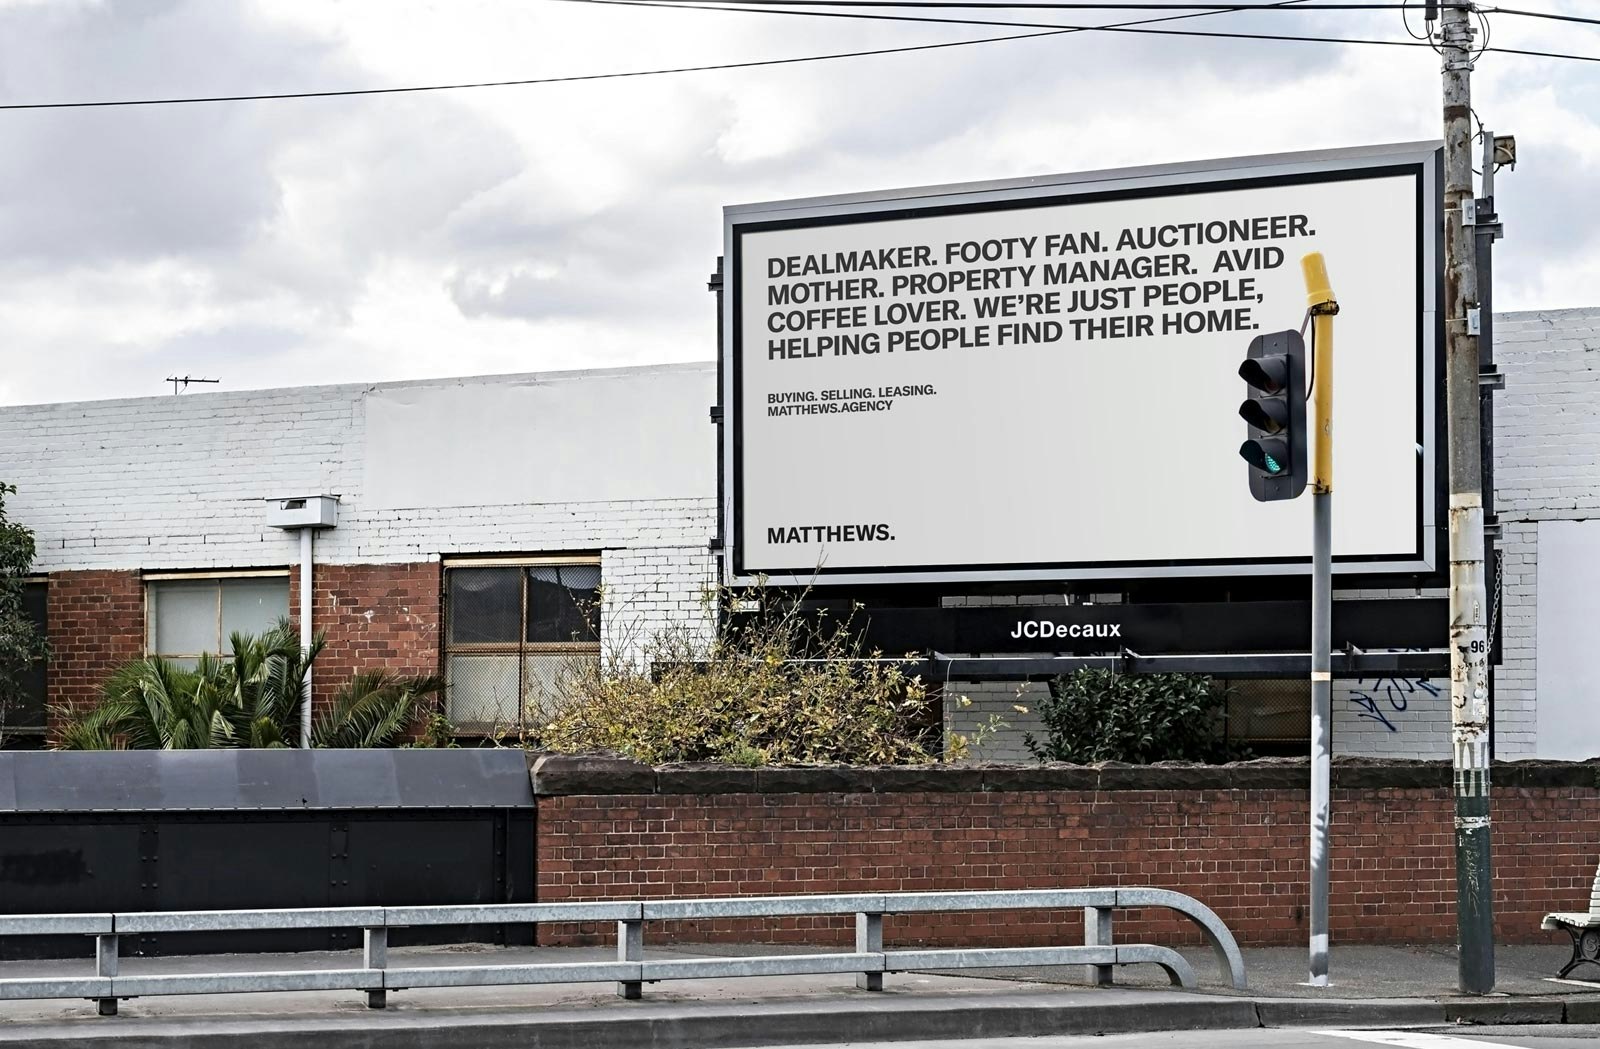 DEALMAKER. FOOTY FAN. AUCTIONEER.
MOTHER. PROPERTY MANAGER. AVID
COFFEE LOVER. WE’RE JUST PEOPLE,
HELPING PEOPLE FIND THEIR HOME.
BUYING. SELLING. LEASING.
MATTHEWS.AGENCY
MATTHEWS.
JCDecaux
96